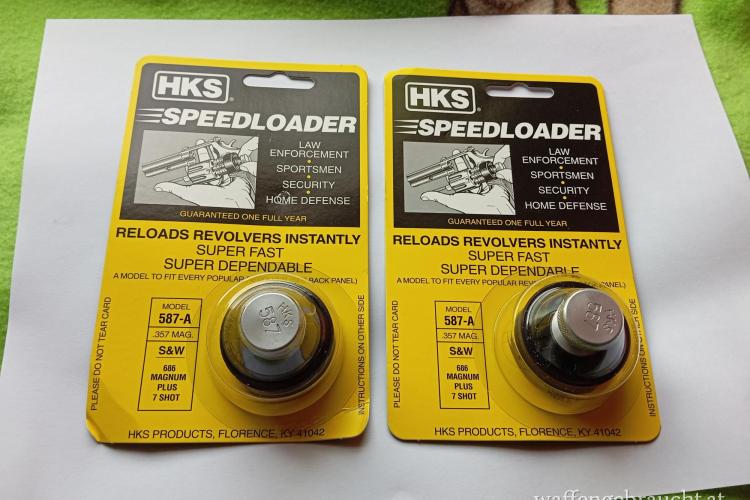 HKS®
SPEEDLOADER
LAW
ENFORCEMENT
•
SPORTSMEN
•
SECURITY
•
HOME DEFENSE
GUARANTEED ONE FULL YEAR
RELOADS REVOLVERS INSTANTLY
SUPER FAST
SUPER DEPENDABLE
A MODEL TO FIT EVERY POPULAR BACK PANEL)
MODEL
587-A
.357 MAG.
S&W
686
MAGNUM
PLUS
7 SHOT
HKS
587
PLEASE DO NOT TEAR CARD
INSTRUCTIONS ON OTHER SIDE
HKS PRODUCTS, FLORENCE, KY 41042
HKS®
SPEEDLOADER
LAW
ENFORCEMENT
•
SPORTSMEN
•
SECURITY
•
HOME DEFENSE
GUARANTEED ONE FULL YEAR
RELOADS REVOLVERS INSTANTLY
SUPER FAST
SUPER DEPENDABLE
A MODEL TO FIT EVERY POPULAR PANEL)
MODEL
587-A
.357 MAG.
S&W
686
MAGNUM
PLUS
7 SHOT
HKS
587
PLEASE DO NOT TEAR CARD
INSTRUCTIONS ON OTHER SIDE
HKS PRODUCTS, FLORENCE, KY 41042
waffengebraucht.at